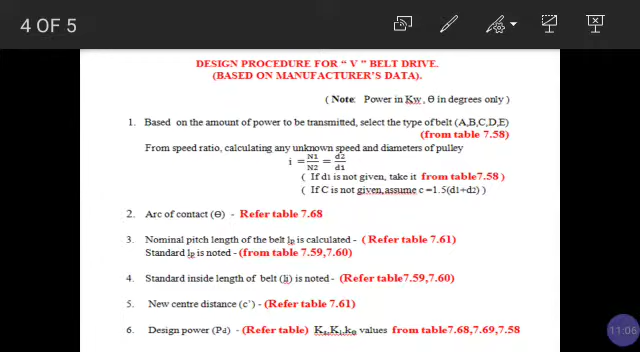 4 OF 5
DESIGN PROCEDURE FOR “ V ” BELT DRIVE.
(BASED ON MANUFACTURER’S DATA).
( Note: Power in Kw , Θ in degrees only )
1. Based on the amount of power to be transmitted, select the type of belt (A,B,C,D,E)
(from table 7.58)
From speed ratio, calculating any unknown speed and diameters of pulley
i = N1/N2 = d2/d1
( If d1 is not given, take it from table7.58 )
( If C is not given,assume c =1.5(d1+d2) )
2. Arc of contact (Θ) - Refer table 7.68
3. Nominal pitch length of the belt lp is calculated - ( Refer table 7.61)
Standard lp is noted - (from table 7.59,7.60)
4. Standard inside length of belt (li) is noted - (Refer table7.59,7.60)
5. New centre distance (c’) - (Refer table 7.61)
6. Design power (Pd) - (Refer table) Ks,Kl,kΘ values from table7.68,7.69,7.58
11:06